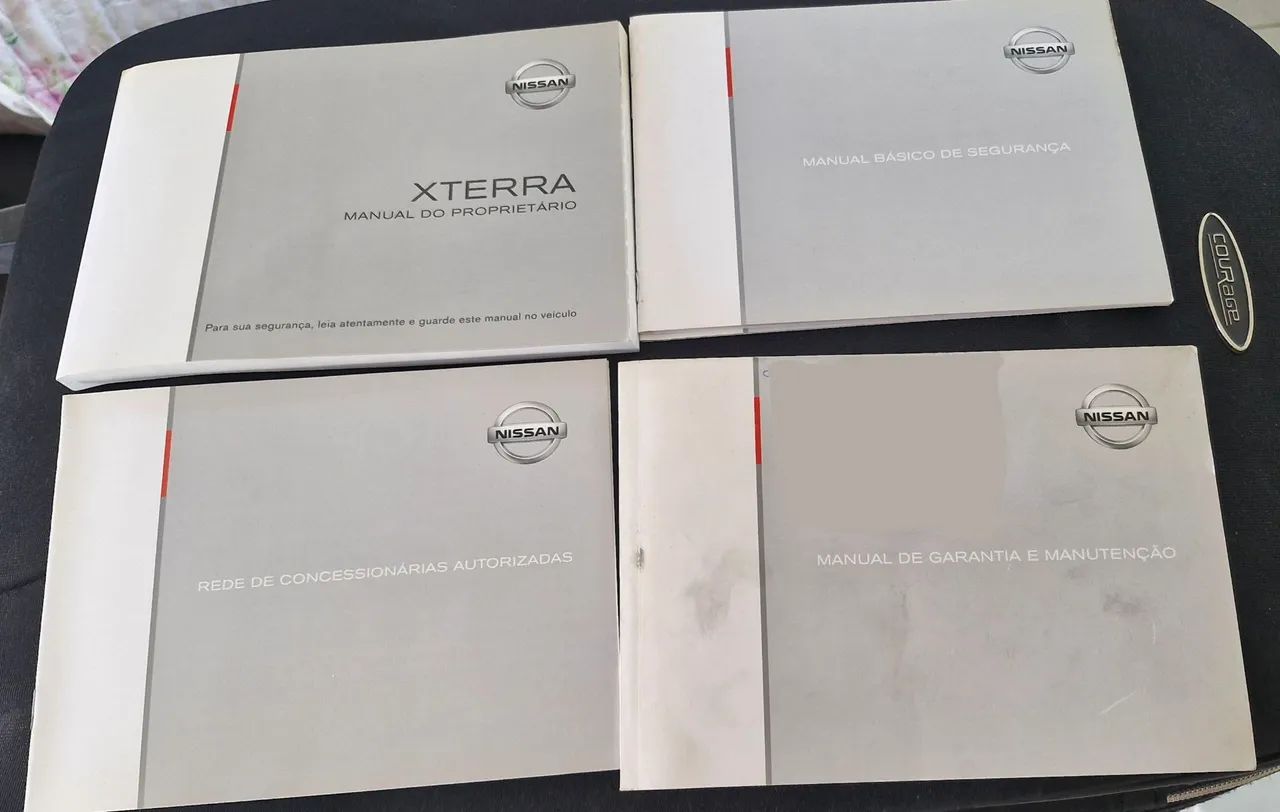 NISSAN
XTERRA
MANUAL DO PROPRIETÁRIO
Para sua segurança, leia atentamente e guarde este manual no veículo
NISSAN
MANUAL BÁSICO DE SEGURANÇA
COURAGE
NISSAN
REDE DE CONCESSIONÁRIAS AUTORIZADAS
NISSAN
MANUAL DE GARANTIA E MANUTENÇÃO